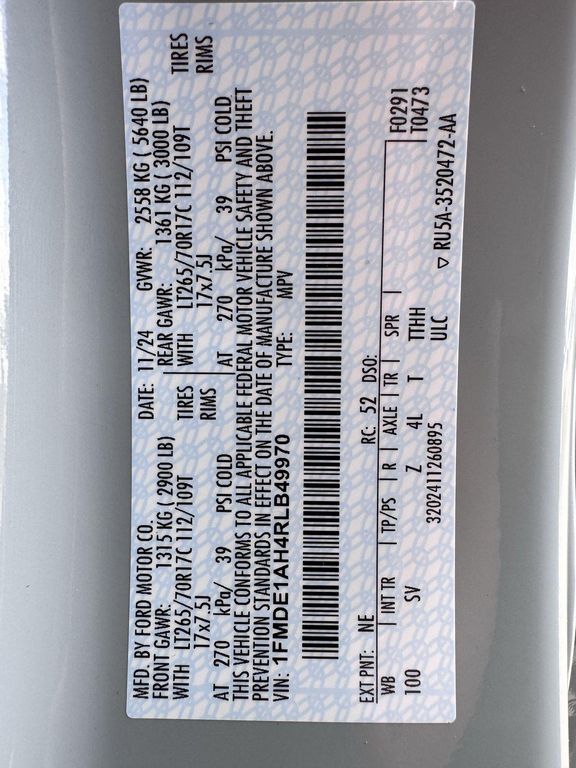 MFD. BY FORD MOTOR CO. DATE: 11/24 GVWR: 2558 KG ( 5640 LB)
FRONT GAWR: 1315 KG ( 2900 LB) REAR GAWR: 1361 KG ( 3000 LB)
WITH LT265/70R17C 112/109T TIRES WITH LT265/70R17C 112/109T TIRES
17x7.5J RIMS 17x7.5J RIMS
AT 270 kPa/ 39 PSI COLD AT 270 kPa/ 39 PSI COLD
THIS VEHICLE CONFORMS TO ALL APPLICABLE FEDERAL MOTOR VEHICLE SAFETY AND THEFT
PREVENTION STANDARDS IN EFFECT ON THE DATE OF MANUFACTURE SHOWN ABOVE.
VIN: 1FMDE1AH4RLB49970 TYPE: MPV
EXT PNT: NE RC: 52 DSO: F0291
WB INT TR TP/PS R AXLE TR SPR T0473
100 SV Z 4L T TTHH
3202411260895 ULC
▽ RU5A-3520472-AA